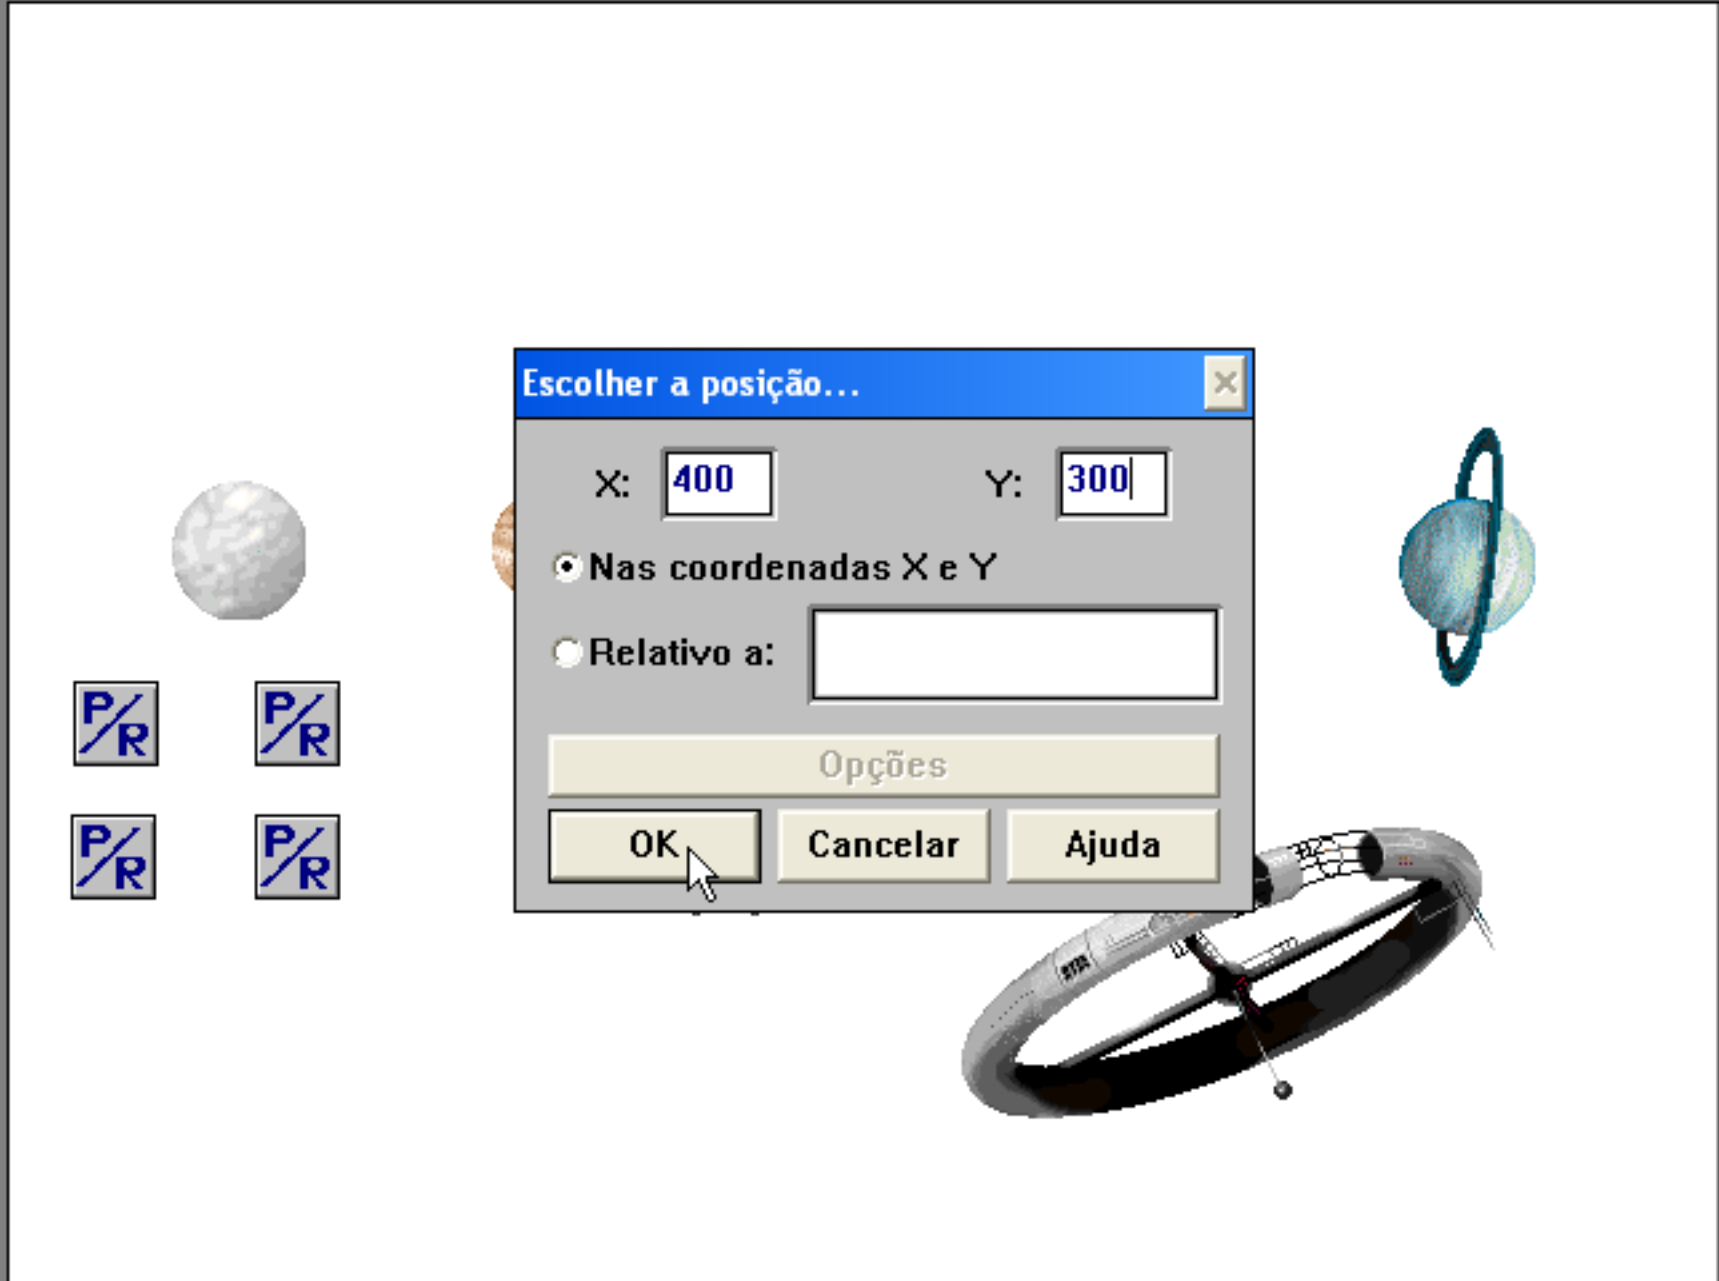 Escolher a posição...
X: 400 Y: 300
Nas coordenadas X e Y
Relativo a:
Opções
OK Cancelar Ajuda
P/R P/R
P/R P/R